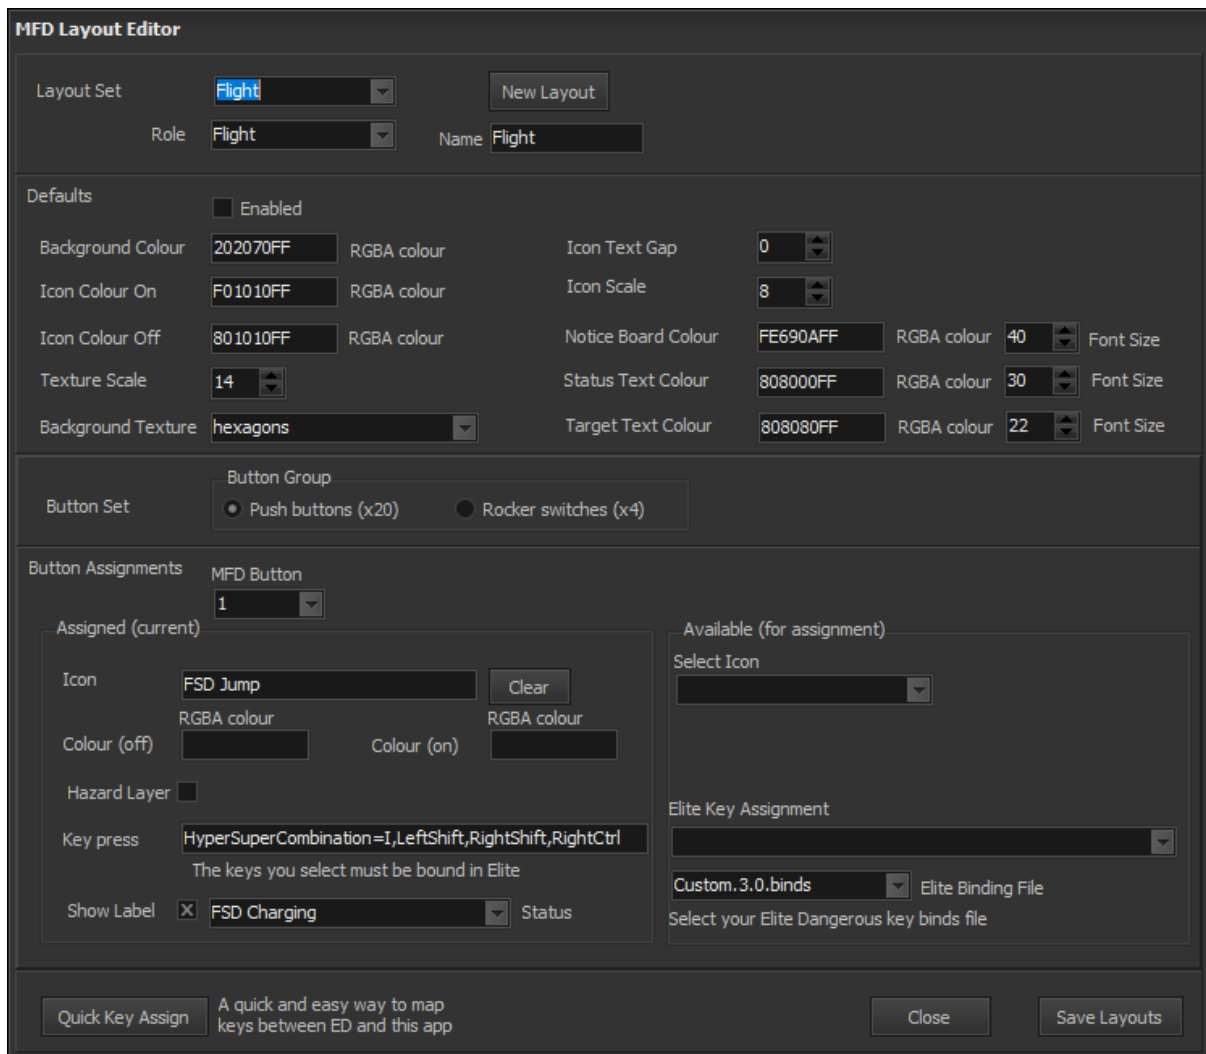 MFD Layout Editor
Layout Set Flight New Layout
Role Flight Name Flight
Defaults
Enabled
Background Colour 202070FF RGBA colour Icon Text Gap 0
Icon Colour On F01010FF RGBA colour Icon Scale 8
Icon Colour Off 801010FF RGBA colour Notice Board Colour FE690AFF RGBA colour 40 Font Size
Texture Scale 14 Status Text Colour 808000FF RGBA colour 30 Font Size
Background Texture hexagons Target Text Colour 808080FF RGBA colour 22 Font Size
Button Group
Button Set Push buttons (x20) Rocker switches (x4)
Button Assignments MFD Button
1
Assigned (current)
Icon FSD Jump Clear
RGBA colour RGBA colour
Colour (off) Colour (on)
Hazard Layer
Key press HyperSuperCombination=I,LeftShift,RightShift,RightCtrl
The keys you select must be bound in Elite
Show Label X FSD Charging Status
Available (for assignment)
Select Icon
Elite Key Assignment
Custom.3.0.binds Elite Binding File
Select your Elite Dangerous key binds file
Quick Key Assign
A quick and easy way to map
keys between ED and this app
Close Save Layouts